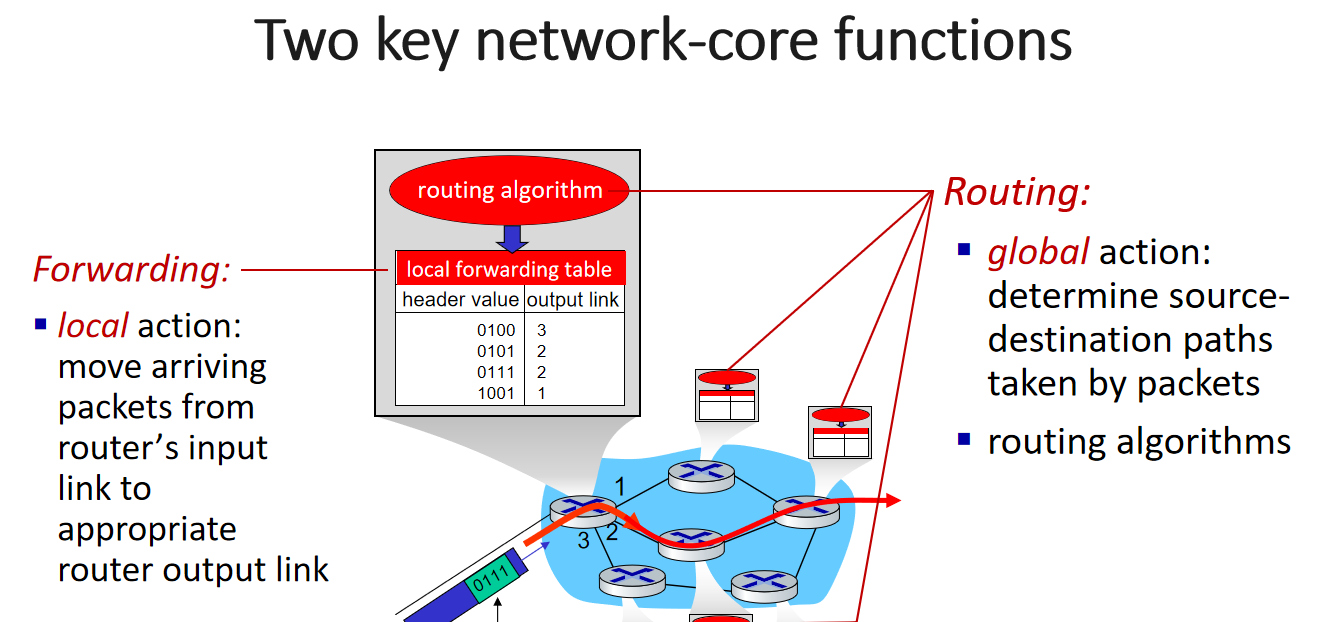 Two key network-core functions
routing algorithm
local forwarding table
header value output link
0100 3
0101 2
0111 2
1001 1
Forwarding:
local action:
move arriving
packets from
router’s input
link to
appropriate
router output link
Routing:
global action:
determine source-
destination paths
taken by packets
routing algorithms
1
2
3
0111